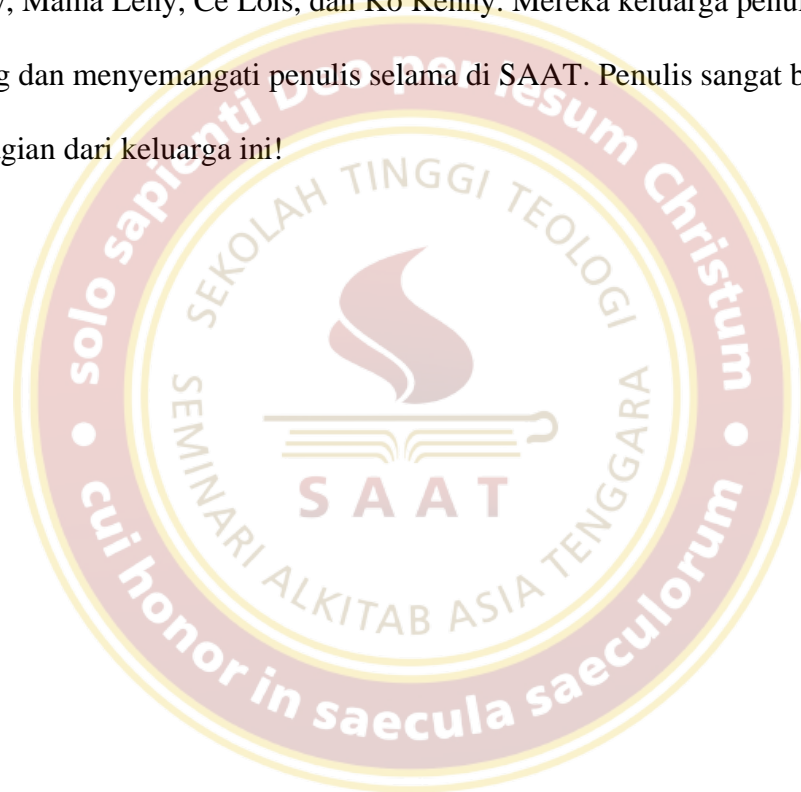 , Mama Leny, Ce Lois, dan Ko Kenny. Mereka keluarga
g dan menyemangati penulis selama di SAAT. Penulis sangat b
gian dari keluarga ini!
solo sapienti Deo per Iesum Christum
cui honor in saecula saeculorum
SEKOLAH TINGGI TEOLOGI
SEMINARI ALKITAB ASIA TENGGARA
SAAT